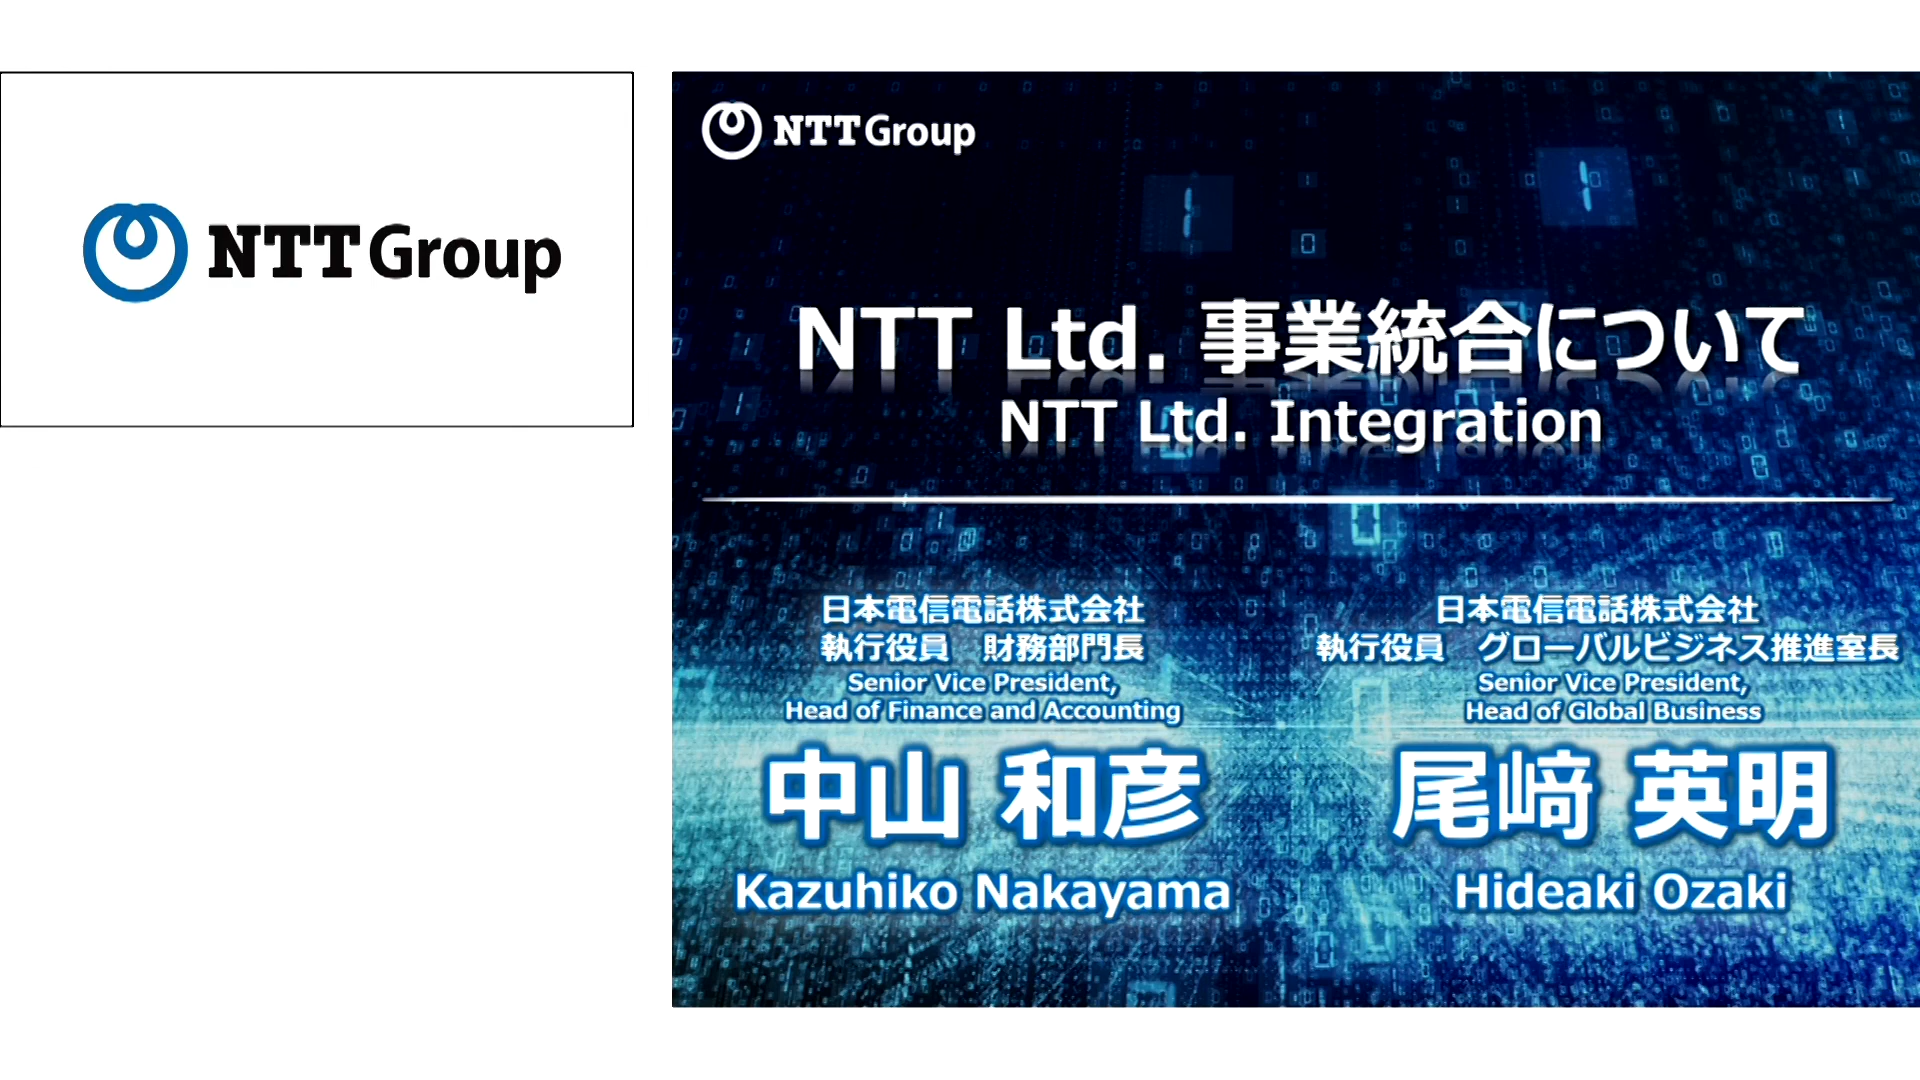 NTT Group
NTT Group
NTT Ltd. 事業統合について
NTT Ltd. Integration
日本電信電話株式会社
執行役員　財務部門長
Senior Vice President,
Head of Finance and Accounting
中山 和彦
Kazuhiko Nakayama
日本電信電話株式会社
執行役員　グローバルビジネス推進室長
Senior Vice President,
Head of Global Business
尾﨑 英明
Hideaki Ozaki